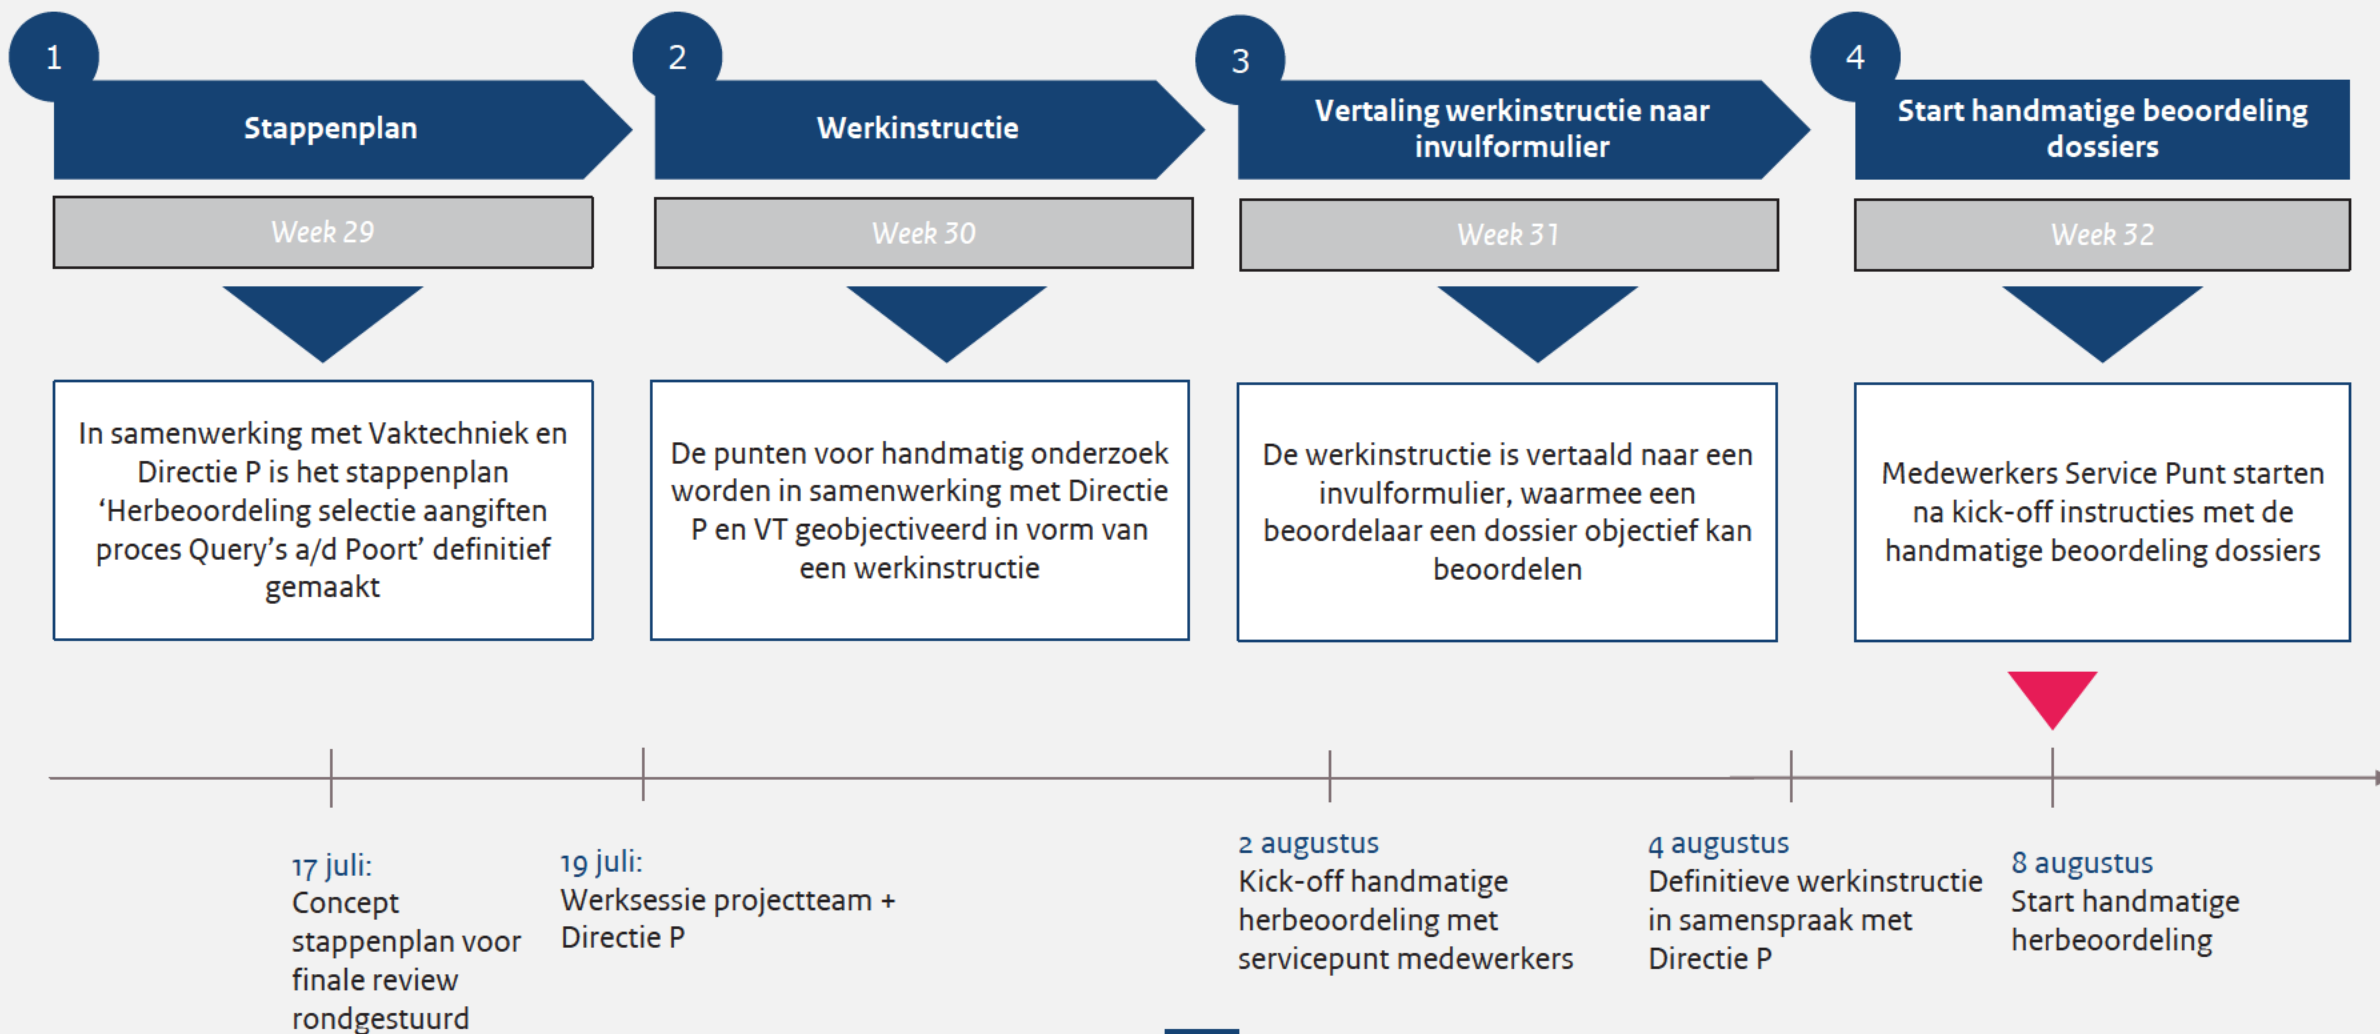 1
Stappenplan
Week 29
In samenwerking met Vaktechniek en
Directie P is het stappenplan
‘Herbeoordeling selectie aangiften
proces Query’s a/d Poort’ definitief
gemaakt
2
Werkinstructie
Week 30
De punten voor handmatig onderzoek
worden in samenwerking met Directie
P en VT geobjectiveerd in vorm van
een werkinstructie
3
Vertaling werkinstructie naar
invulformulier
Week 31
De werkinstructie is vertaald naar een
invulformulier, waarmee een
beoordelaar een dossier objectief kan
beoordelen
4
Start handmatige beoordeling
dossiers
Week 32
Medewerkers Service Punt starten
na kick-off instructies met de
handmatige beoordeling dossiers
17 juli:
Concept
stappenplan voor
finale review
rondgestuurd
19 juli:
Werksessie projectteam +
Directie P
2 augustus
Kick-off handmatige
herbeoordeling met
servicepunt medewerkers
4 augustus
Definitieve werkinstructie
in samenspraak met
Directie P
8 augustus
Start handmatige
herbeoordeling